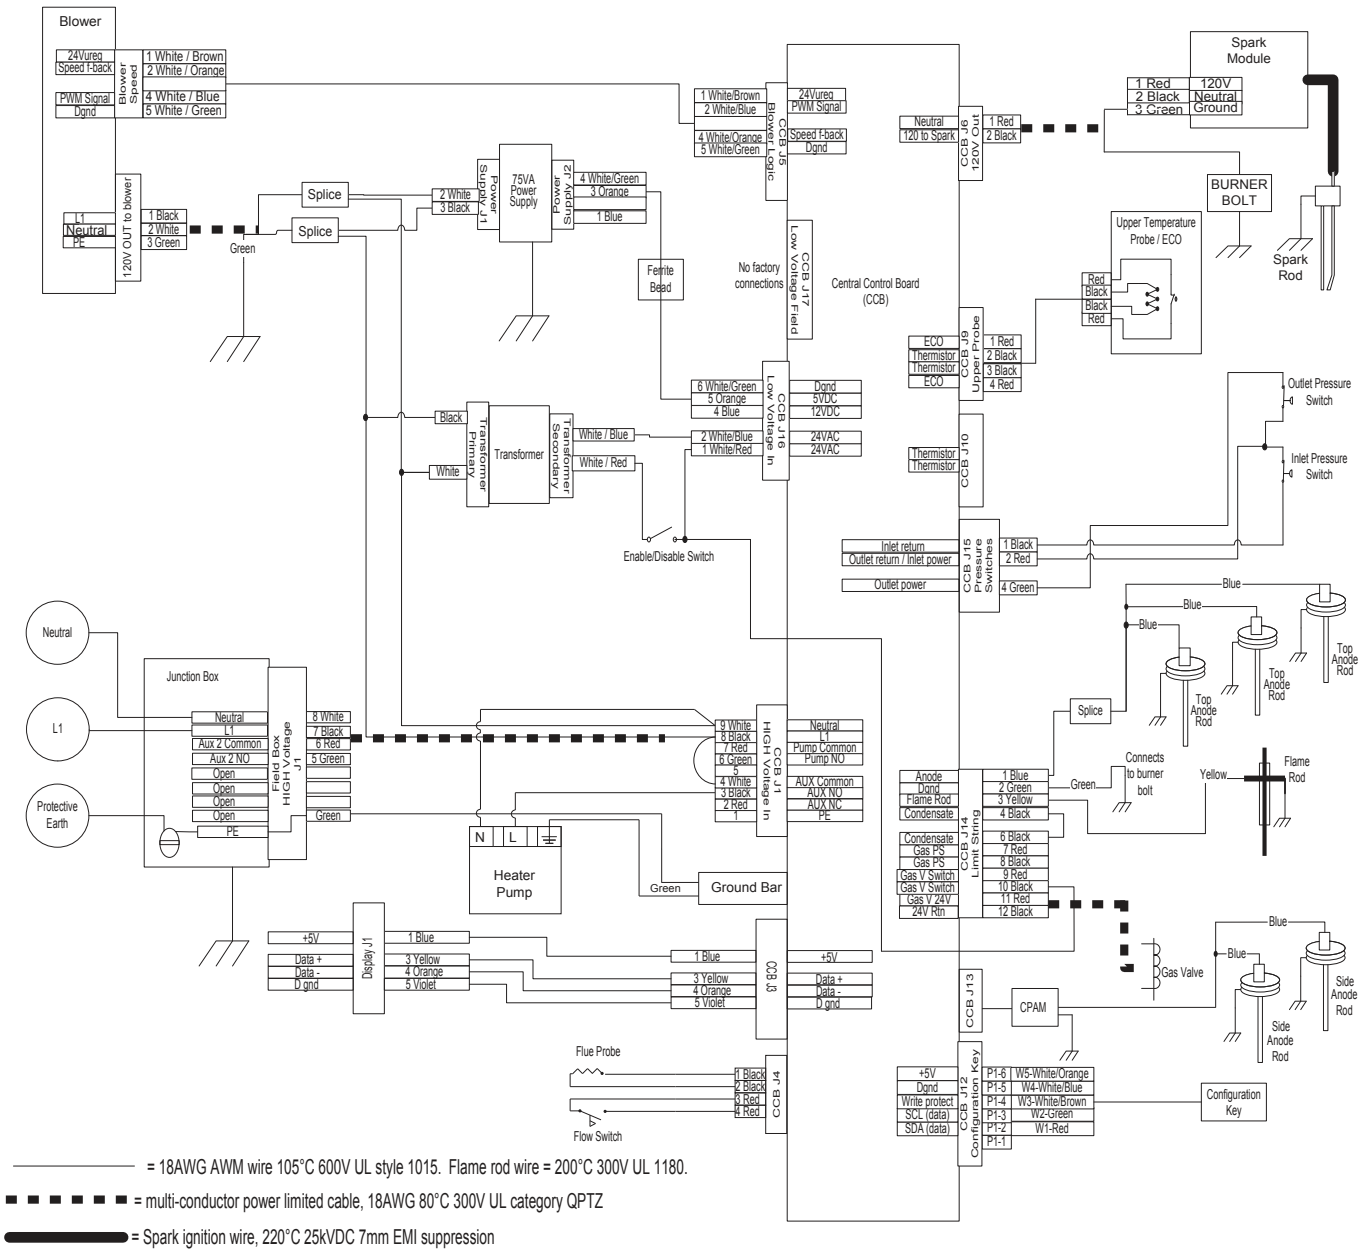 Blower
24Vureg
Speed f-back
PWM Signal
Dgnd
Blower Speed
1 White / Brown
2 White / Orange
4 White / Blue
5 White / Green
L1
Neutral
PE
120V OUT to blower
1 Black
2 White
3 Green
Green
Splice
Splice
2 White
3 Black
Power Supply J1
75VA
Power
Supply
Power Supply J2
4 White/Green
3 Orange
1 Blue
Ferrite
Bead
1 White/Brown
2 White/Blue
4 White/Orange
5 White/Green
CCB J5
Blower Logic
24Vureg
PWM Signal
Speed f-back
Dgnd
No factory
connections
CCB J17
Low Voltage Field
Central Control Board
(CCB)
6 White/Green
5 Orange
4 Blue
2 White/Blue
1 White/Red
CCB J16
Low Voltage In
Dgnd
5VDC
12VDC
24VAC
24VAC
Black
White
Transformer Primary
Transformer
Transformer Secondary
White / Blue
White / Red
Enable/Disable Switch
Neutral
120 to Spark
CCB J6
120V Out
1 Red
2 Black
Spark
Module
1 Red
2 Black
3 Green
120V
Neutral
Ground
BURNER
BOLT
Spark
Rod
Upper Temperature
Probe / ECO
Red
Black
Black
Red
ECO
Thermistor
Thermistor
ECO
CCB J9
Upper Probe
1 Red
2 Black
3 Black
4 Red
Thermistor
Thermistor
CCB J10
Outlet Pressure
Switch
Inlet Pressure
Switch
Inlet return
Outlet return / Inlet power
Outlet power
CCB J15
Pressure Switches
1 Black
2 Red
4 Green
Blue
Blue
Blue
Top
Anode
Rod
Top
Anode
Rod
Top
Anode
Rod
Splice
Neutral
L1
Protective
Earth
Junction Box
Neutral
L1
Aux 2 Common
Aux 2 NO
Open
Open
Open
Open
PE
Field Box
HIGH Voltage
J1
8 White
7 Black
6 Red
5 Green
Green
9 White
8 Black
7 Red
6 Green
5
4 White
3 Black
2 Red
1
CCB J1
HIGH Voltage In
Neutral
L1
Pump Common
Pump NO
AUX Common
AUX NO
AUX NC
PE
N
L
Heater
Pump
Green
Ground Bar
Anode
Dgnd
Flame Rod
Condensate
Condensate
Gas PS
Gas PS
Gas V Switch
Gas V Switch
Gas V 24V
24V Rtn
CCB J14
Limit String
1 Blue
2 Green
3 Yellow
4 Black
6 Black
7 Red
8 Black
9 Red
10 Black
11 Red
12 Black
Green
Connects
to burner
bolt
Yellow
Flame
Rod
Gas Valve
+5V
Data +
Data -
D gnd
Display J1
1 Blue
3 Yellow
4 Orange
5 Violet
1 Blue
3 Yellow
4 Orange
5 Violet
CCB J3
+5V
Data +
Data -
D gnd
CCB J13
CPAM
Blue
Blue
Side
Anode
Rod
Side
Anode
Rod
Flue Probe
Flow Switch
1 Black
2 Black
3 Red
4 Red
CCB J4
+5V
Dgnd
Write protect
SCL (data)
SDA (data)
CCB J12
Configuration Key
P1-6
P1-5
P1-4
P1-3
P1-2
P1-1
W5-White/Orange
W4-White/Blue
W3-White/Brown
W2-Green
W1-Red
Configuration
Key
= 18AWG AWM wire 105°C 600V UL style 1015. Flame rod wire = 200°C 300V UL 1180.
= multi-conductor power limited cable, 18AWG 80°C 300V UL category QPTZ
= Spark ignition wire, 220°C 25kVDC 7mm EMI suppression